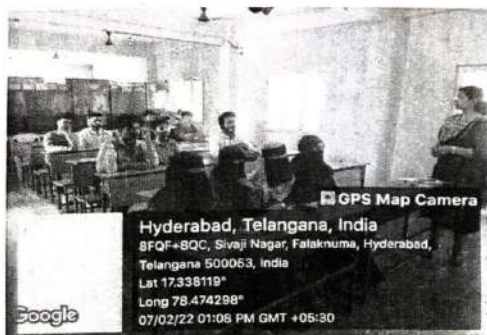 GPS Map Camera
Hyderabad, Telangana, India
8FQF+8QC, Sivaji Nagar, Falaknuma, Hyderabad,
Telangana 500053, India
Lat 17.338119°
Long 78.474298°
07/02/22 01:08 PM GMT +05:30
Google